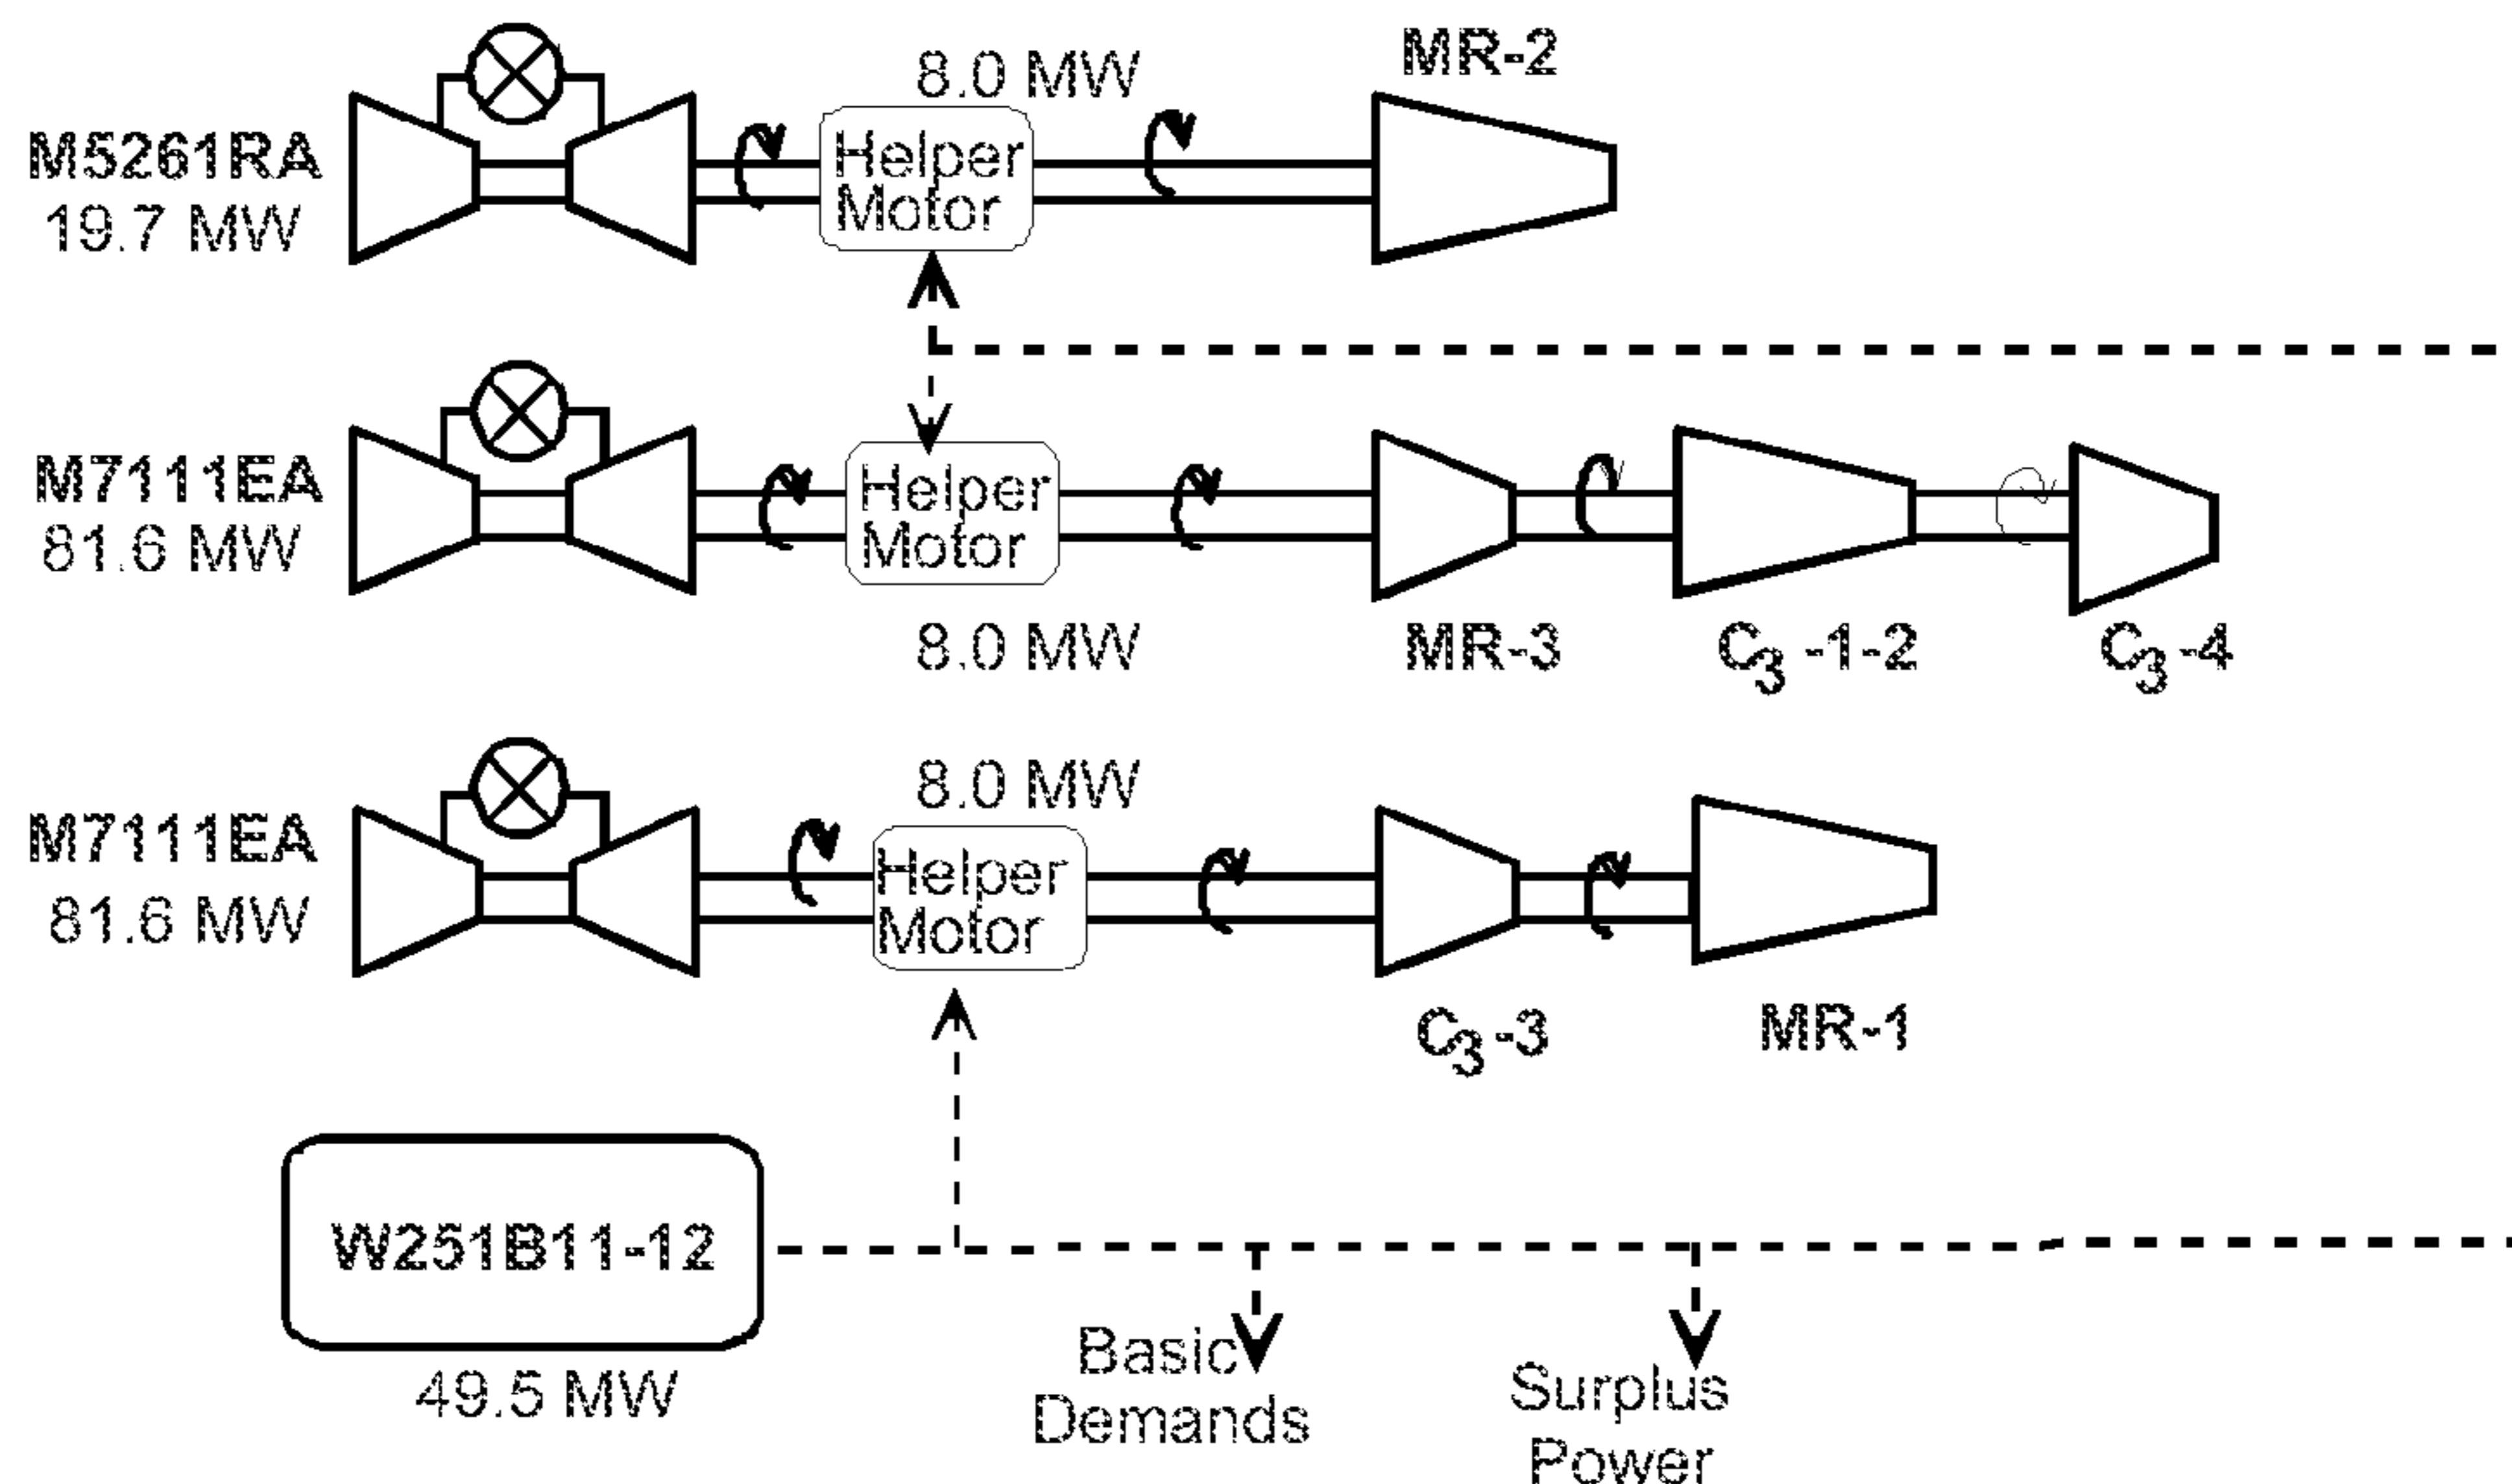 MR-2
8.0 MW
M5261RA
19.7 MW
Helper
Motor
M7111EA
81.6 MW
Helper
Motor
8.0 MW
MR-3
C3-1-2
C3-4
8.0 MW
M7111EA
81.6 MW
Helper
Motor
C3-3
MR-1
W251B11-12
49.5 MW
Basic
Demands
Surplus
Power